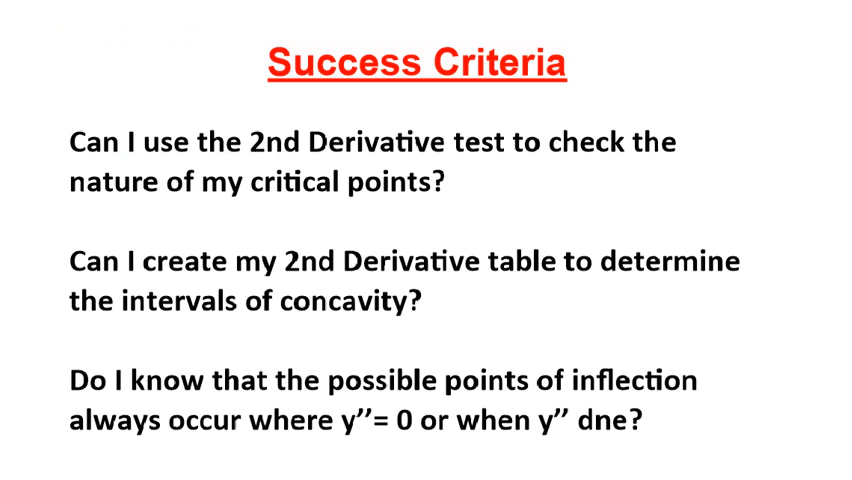 Success Criteria
Can I use the 2nd Derivative test to check the
nature of my critical points?
Can I create my 2nd Derivative table to determine
the intervals of concavity?
Do I know that the possible points of inflection
always occur where y’’= 0 or when y’’ dne?